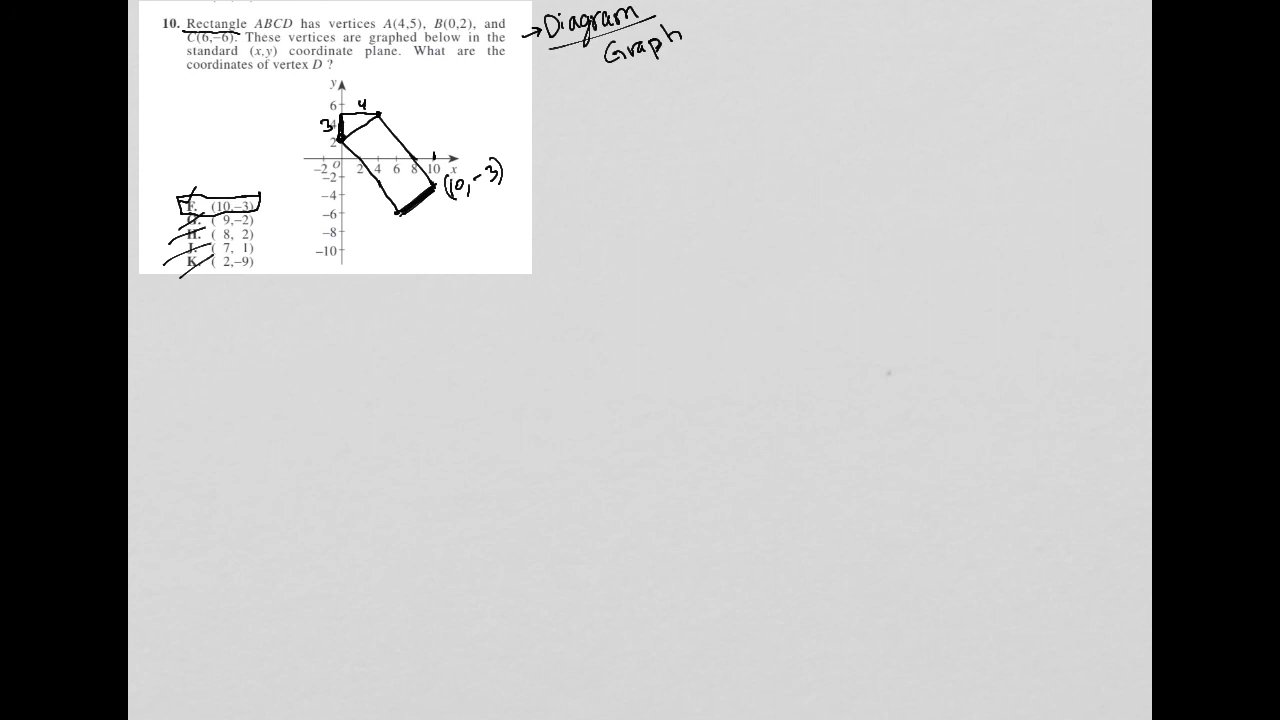 10. Rectangle ABCD has vertices A(4,5), B(0,2), and
C(6,−6). These vertices are graphed below in the
standard (x,y) coordinate plane. What are the
coordinates of vertex D ?
→ Diagram
Graph
y
6
4
3
2
O
−2 2 4 6 8 10 x
−2
−4
−6
−8
−10
(10,-3)
F. (10,−3)
G. ( 9,−2)
H. ( 8, 2)
J. ( 7, 1)
K. ( 2,−9)